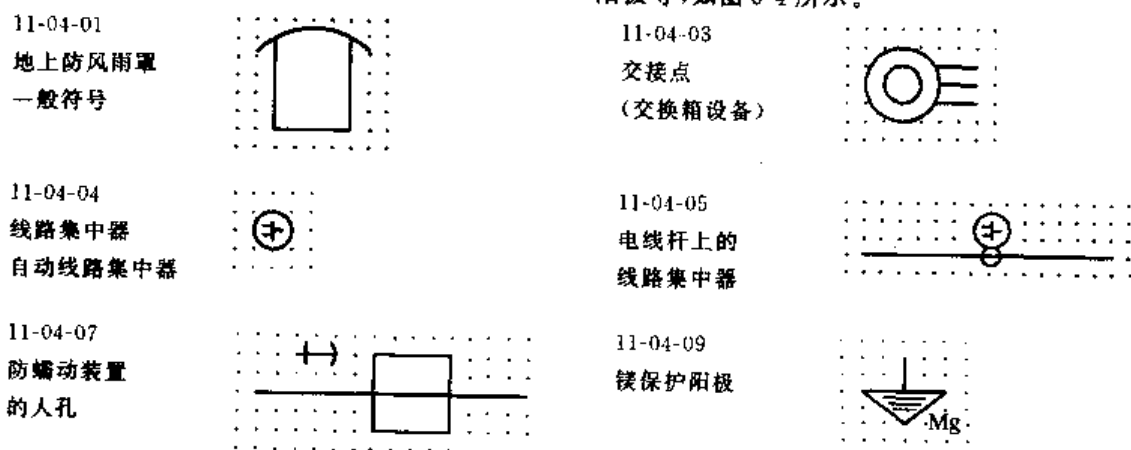 11-04-01
地上防风雨罩
一般符号
11-04-03
交接点
（交换箱设备）
11-04-04
线路集中器
自动线路集中器
11-04-05
电线杆上的
线路集中器
11-04-07
防蠕动装置
的人孔
11-04-09
镁保护阳极
Mg